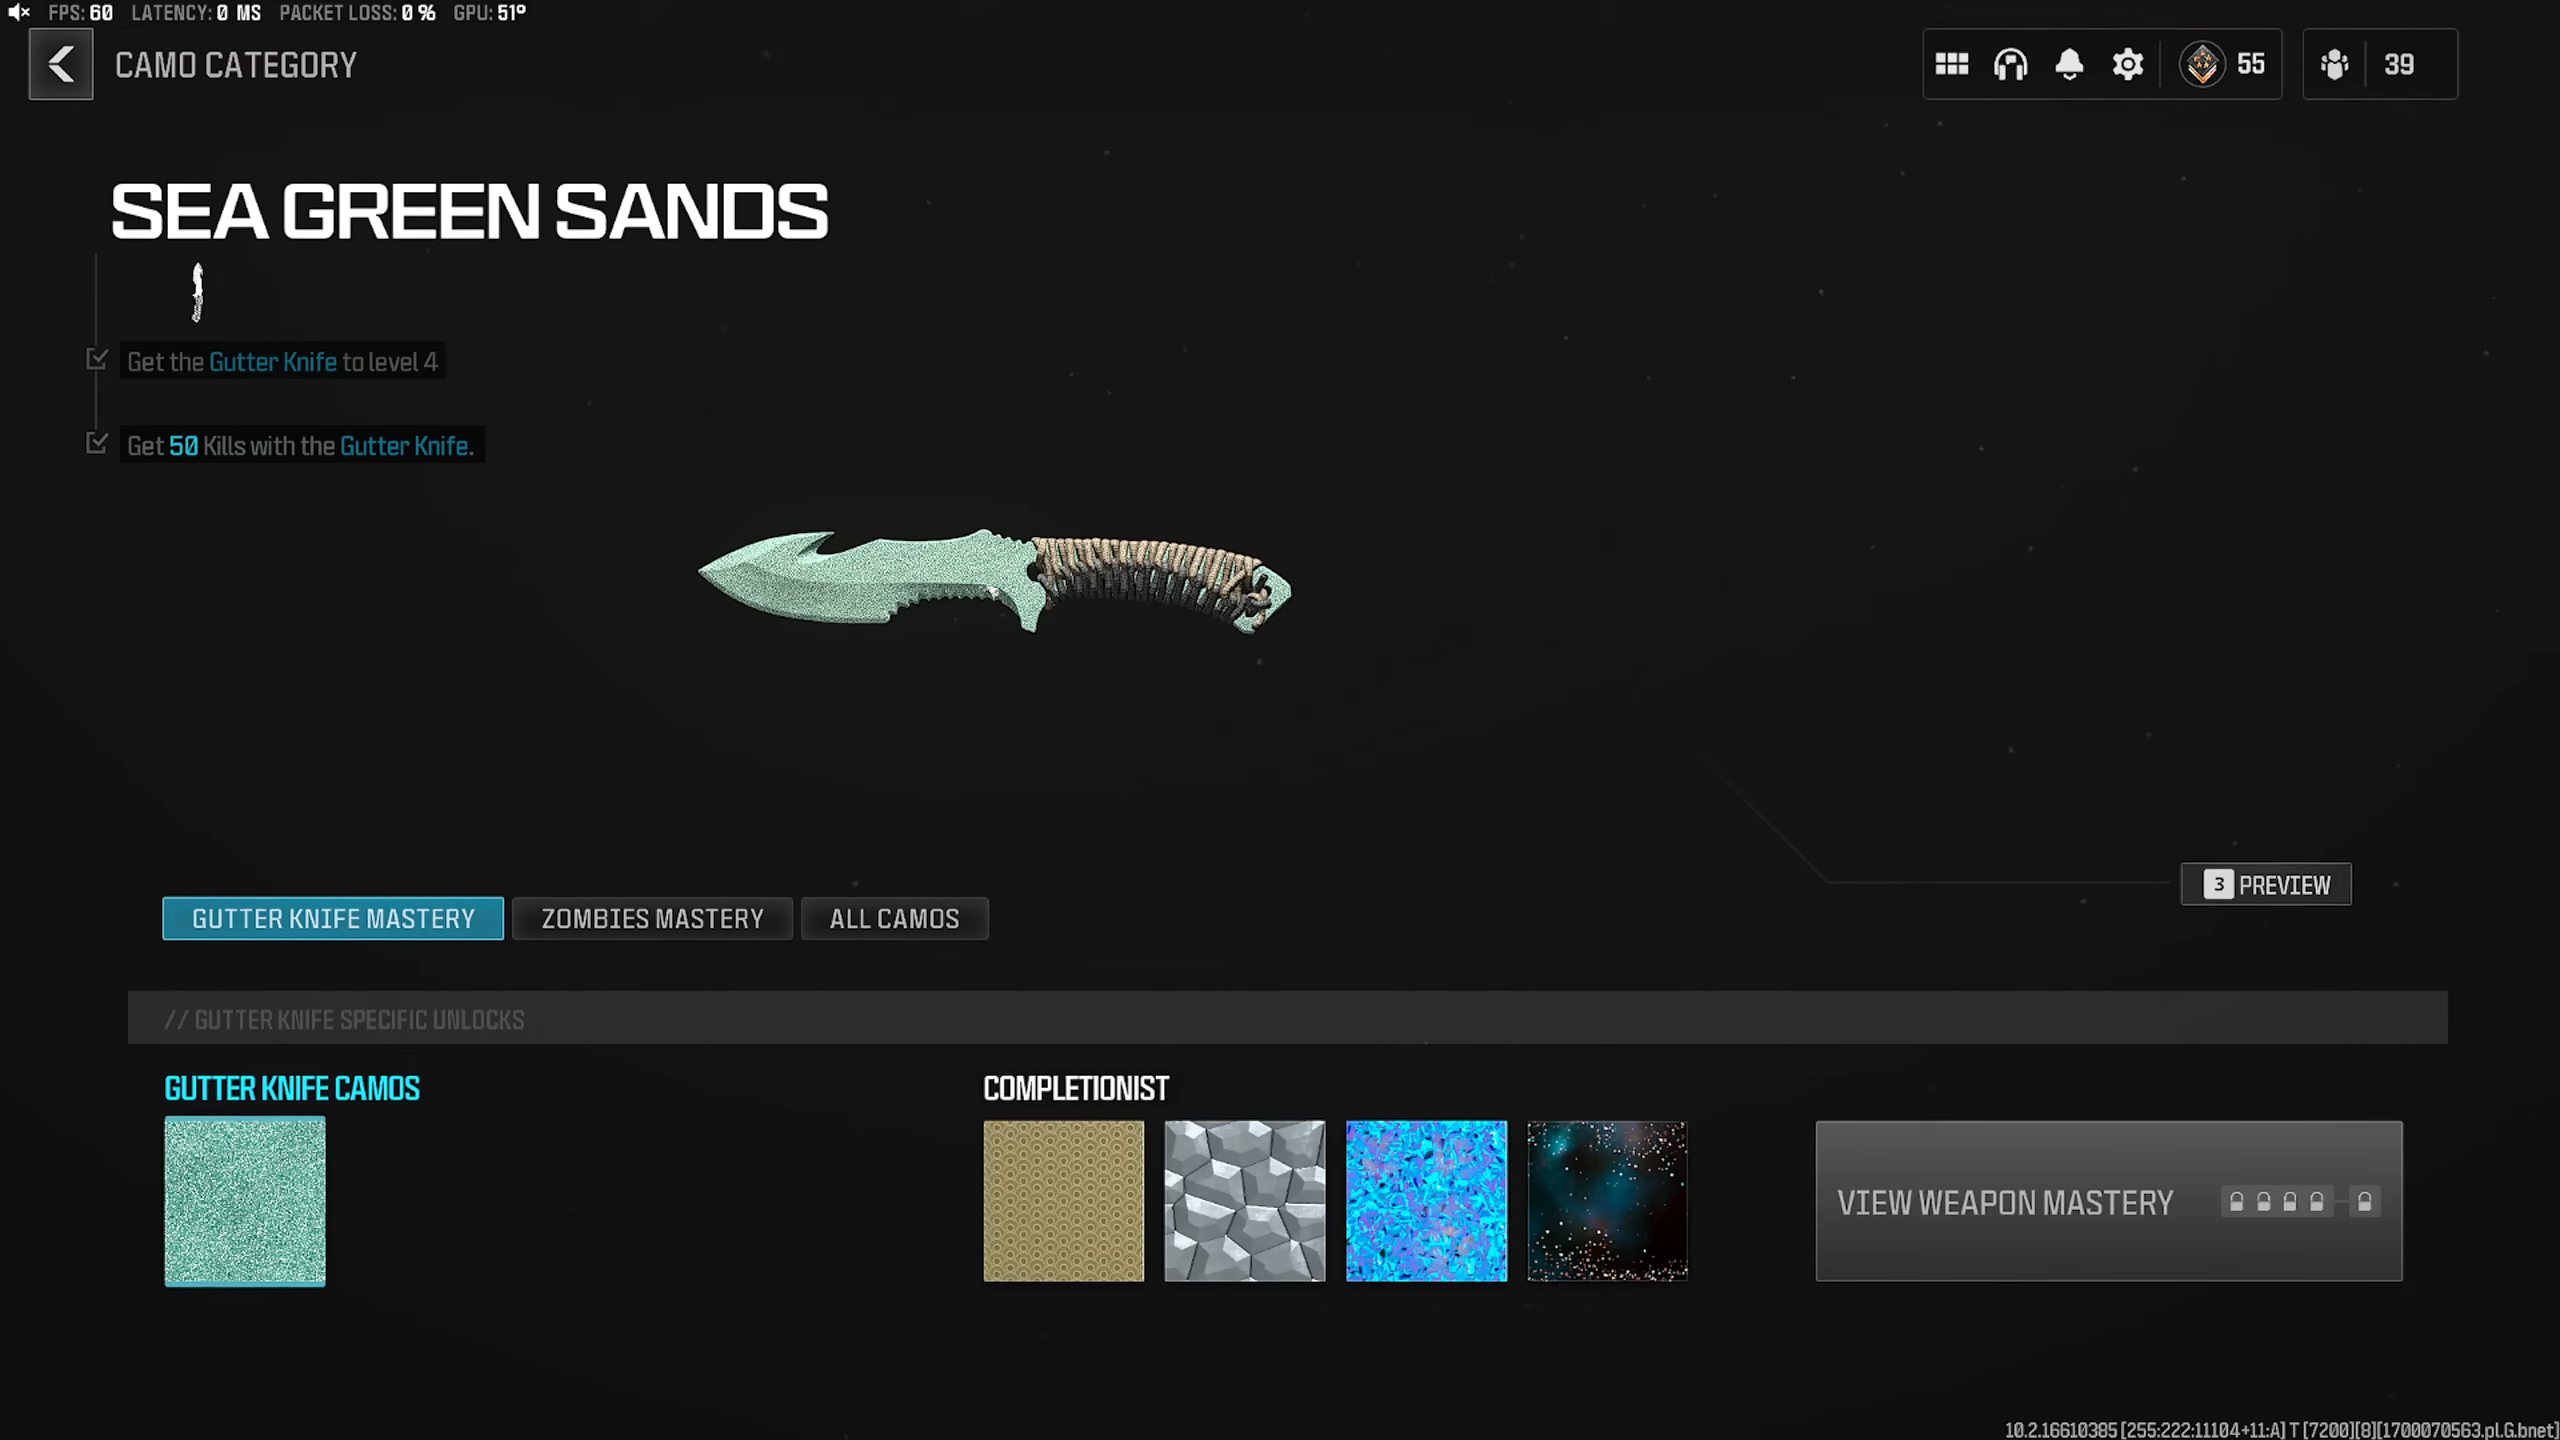 FPS: 60 LATENCY: 0 MS PACKET LOSS: 0 % GPU: 51°
CAMO CATEGORY
55
39
SEA GREEN SANDS
Get the Gutter Knife to level 4
Get 50 Kills with the Gutter Knife.
3 PREVIEW
GUTTER KNIFE MASTERY
ZOMBIES MASTERY
ALL CAMOS
// GUTTER KNIFE SPECIFIC UNLOCKS
GUTTER KNIFE CAMOS
COMPLETIONIST
VIEW WEAPON MASTERY
10.2.16610385 [255:222:11104+11:A] T [7200][8][1700070563.pl.G.bnet]